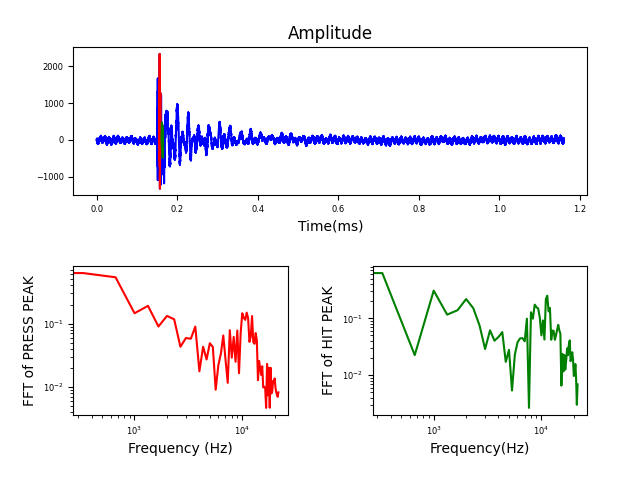 Amplitude
2000
1000
0
−1000
0.0 0.2 0.4 0.6 0.8 1.0 1.2
Time(ms)
FFT of PRESS PEAK
10⁻¹
10⁻²
10³ 10⁴
Frequency (Hz)
FFT of HIT PEAK
10⁻¹
10⁻²
10³ 10⁴
Frequency(Hz)